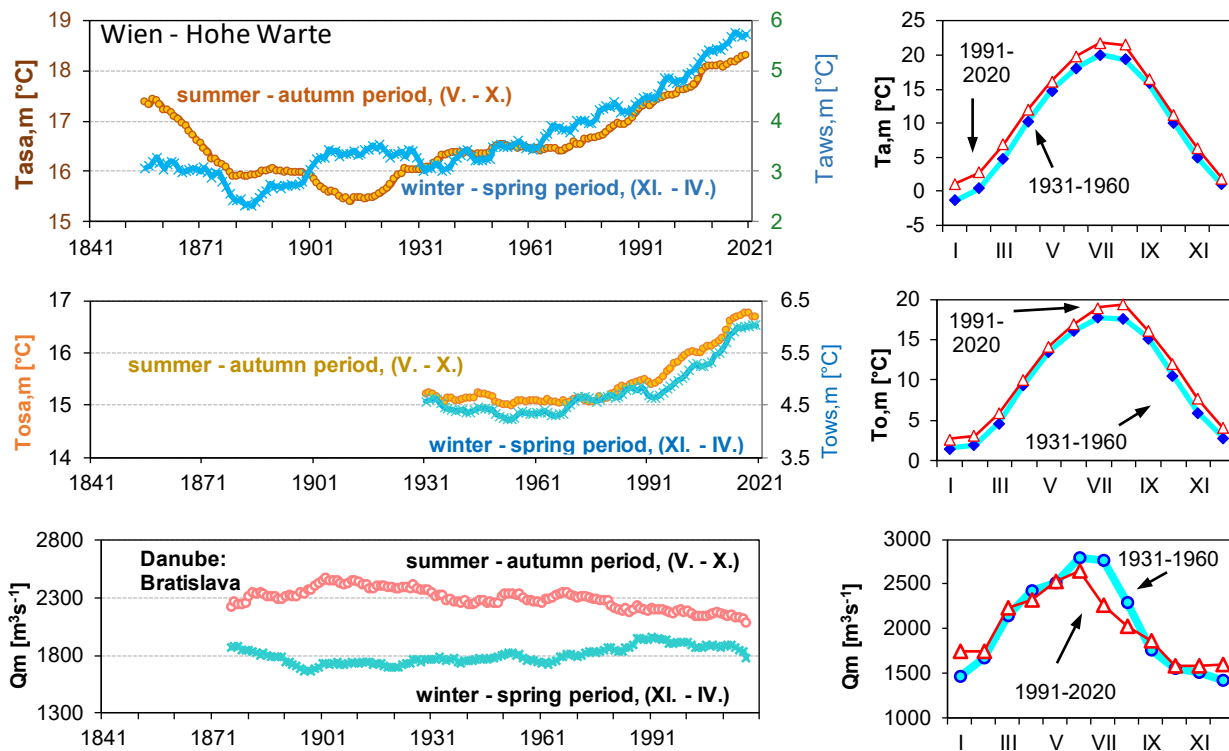 Wien - Hohe Warte
summer - autumn period, (V. - X.)
winter - spring period, (XI. - IV.)
Tasa,m [°C]
19
18
17
16
15
Taws,m [°C]
6
5
4
3
2
1841 1871 1901 1931 1961 1991 2021
Ta,m [°C]
25
20
15
10
5
0
-5
1991-
2020
1931-1960
I III V VII IX XI
Tosa,m [°C]
17
16
15
14
summer - autumn period, (V. - X.)
winter - spring period, (XI. - IV.)
Tows,m [°C]
6.5
5.5
4.5
3.5
1841 1871 1901 1931 1961 1991 2021
To,m [°C]
20
15
10
5
0
1991-
2020
1931-1960
I III V VII IX XI
Qm [m³s⁻¹]
2800
2300
1800
1300
Danube:
Bratislava
summer - autumn period, (V. - X.)
winter - spring period, (XI. - IV.)
1841 1871 1901 1931 1961 1991
Qm [m³s⁻¹]
3000
2500
2000
1500
1000
1931-1960
1991-2020
I III V VII IX XI